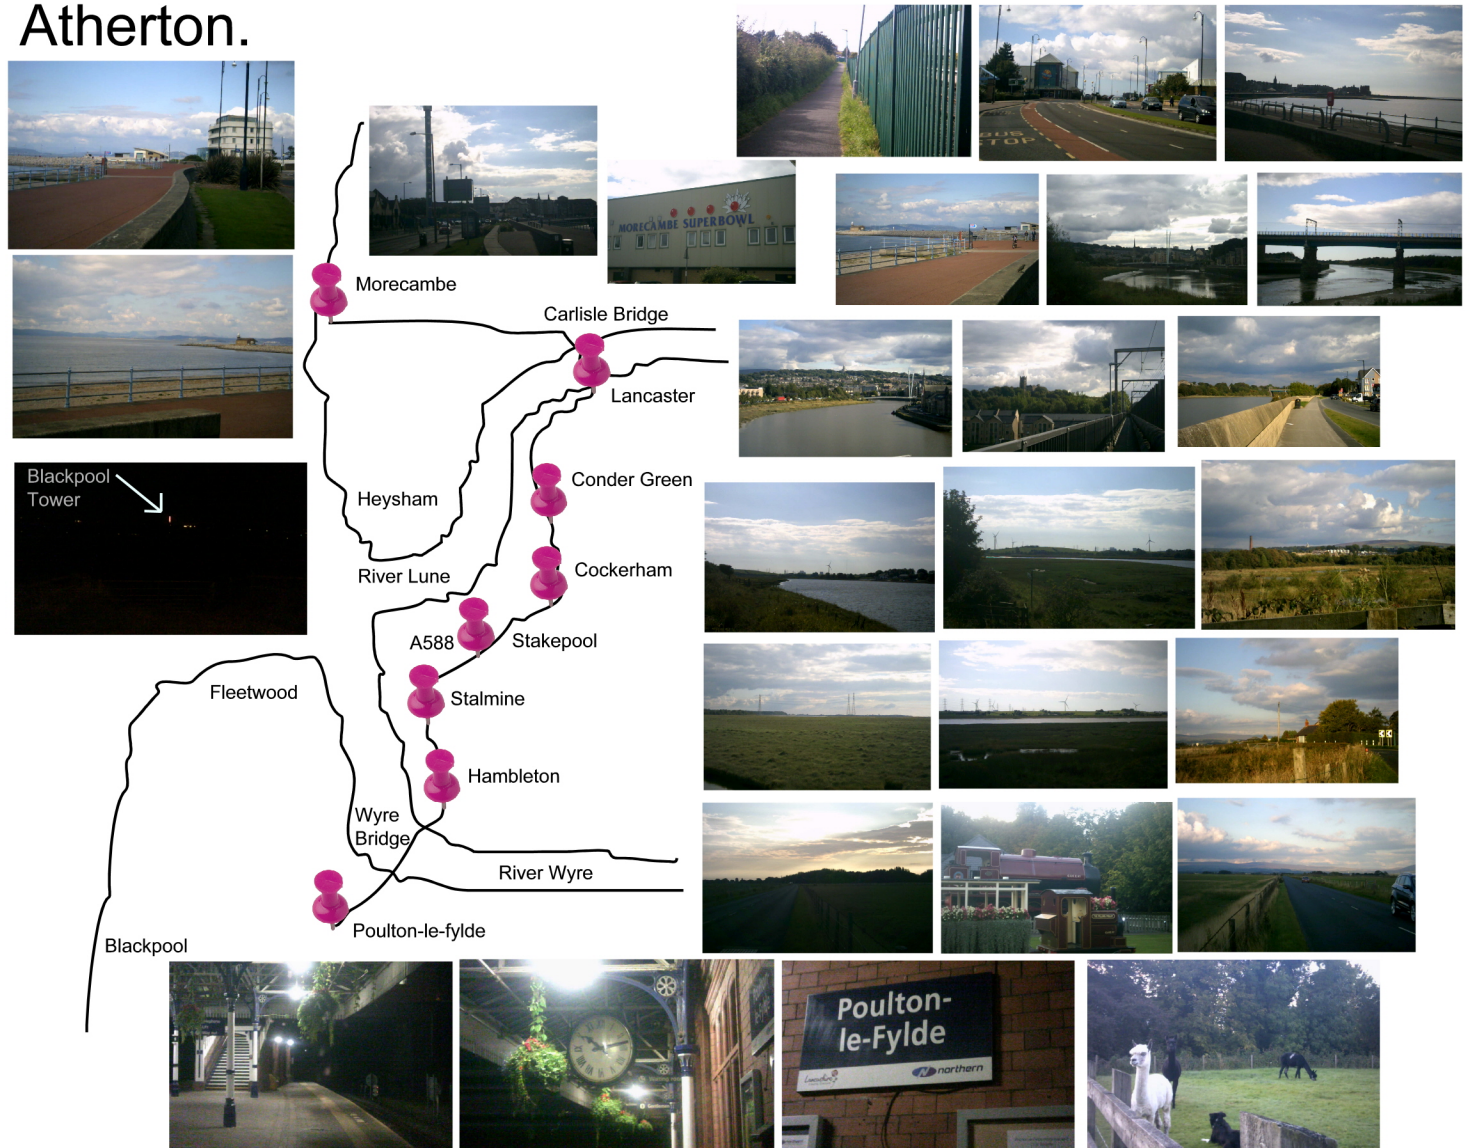 Atherton.
MORECAMBE SUPERBOWL
BUS
STOP
Morecambe
Carlisle Bridge
Lancaster
Blackpool
Tower
Heysham
Conder Green
River Lune
Cockerham
A588
Stakepool
Fleetwood
Stalmine
Hambleton
Wyre
Bridge
River Wyre
Poulton-le-fylde
Blackpool
Poulton-
le-Fylde
northern